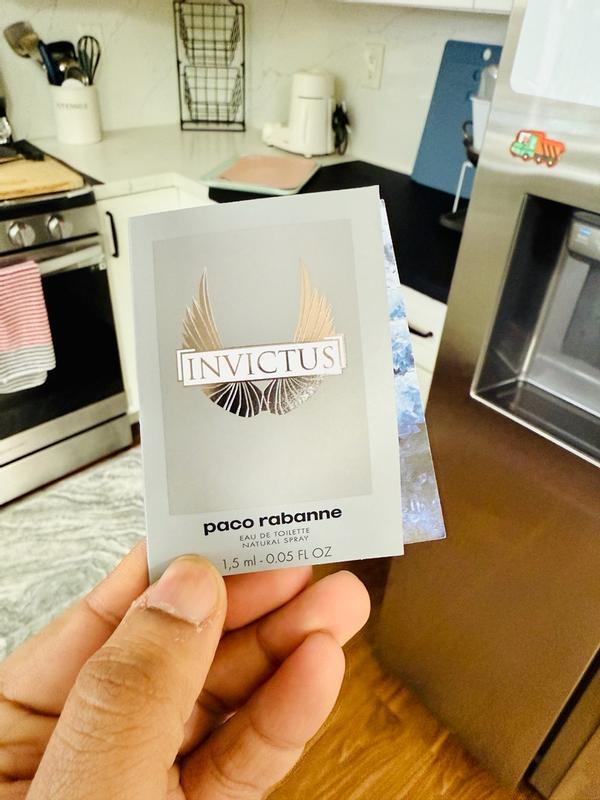 INVICTUS
paco rabanne
EAU DE TOILETTE
NATURAL SPRAY
1,5 ml - 0.05 FL OZ